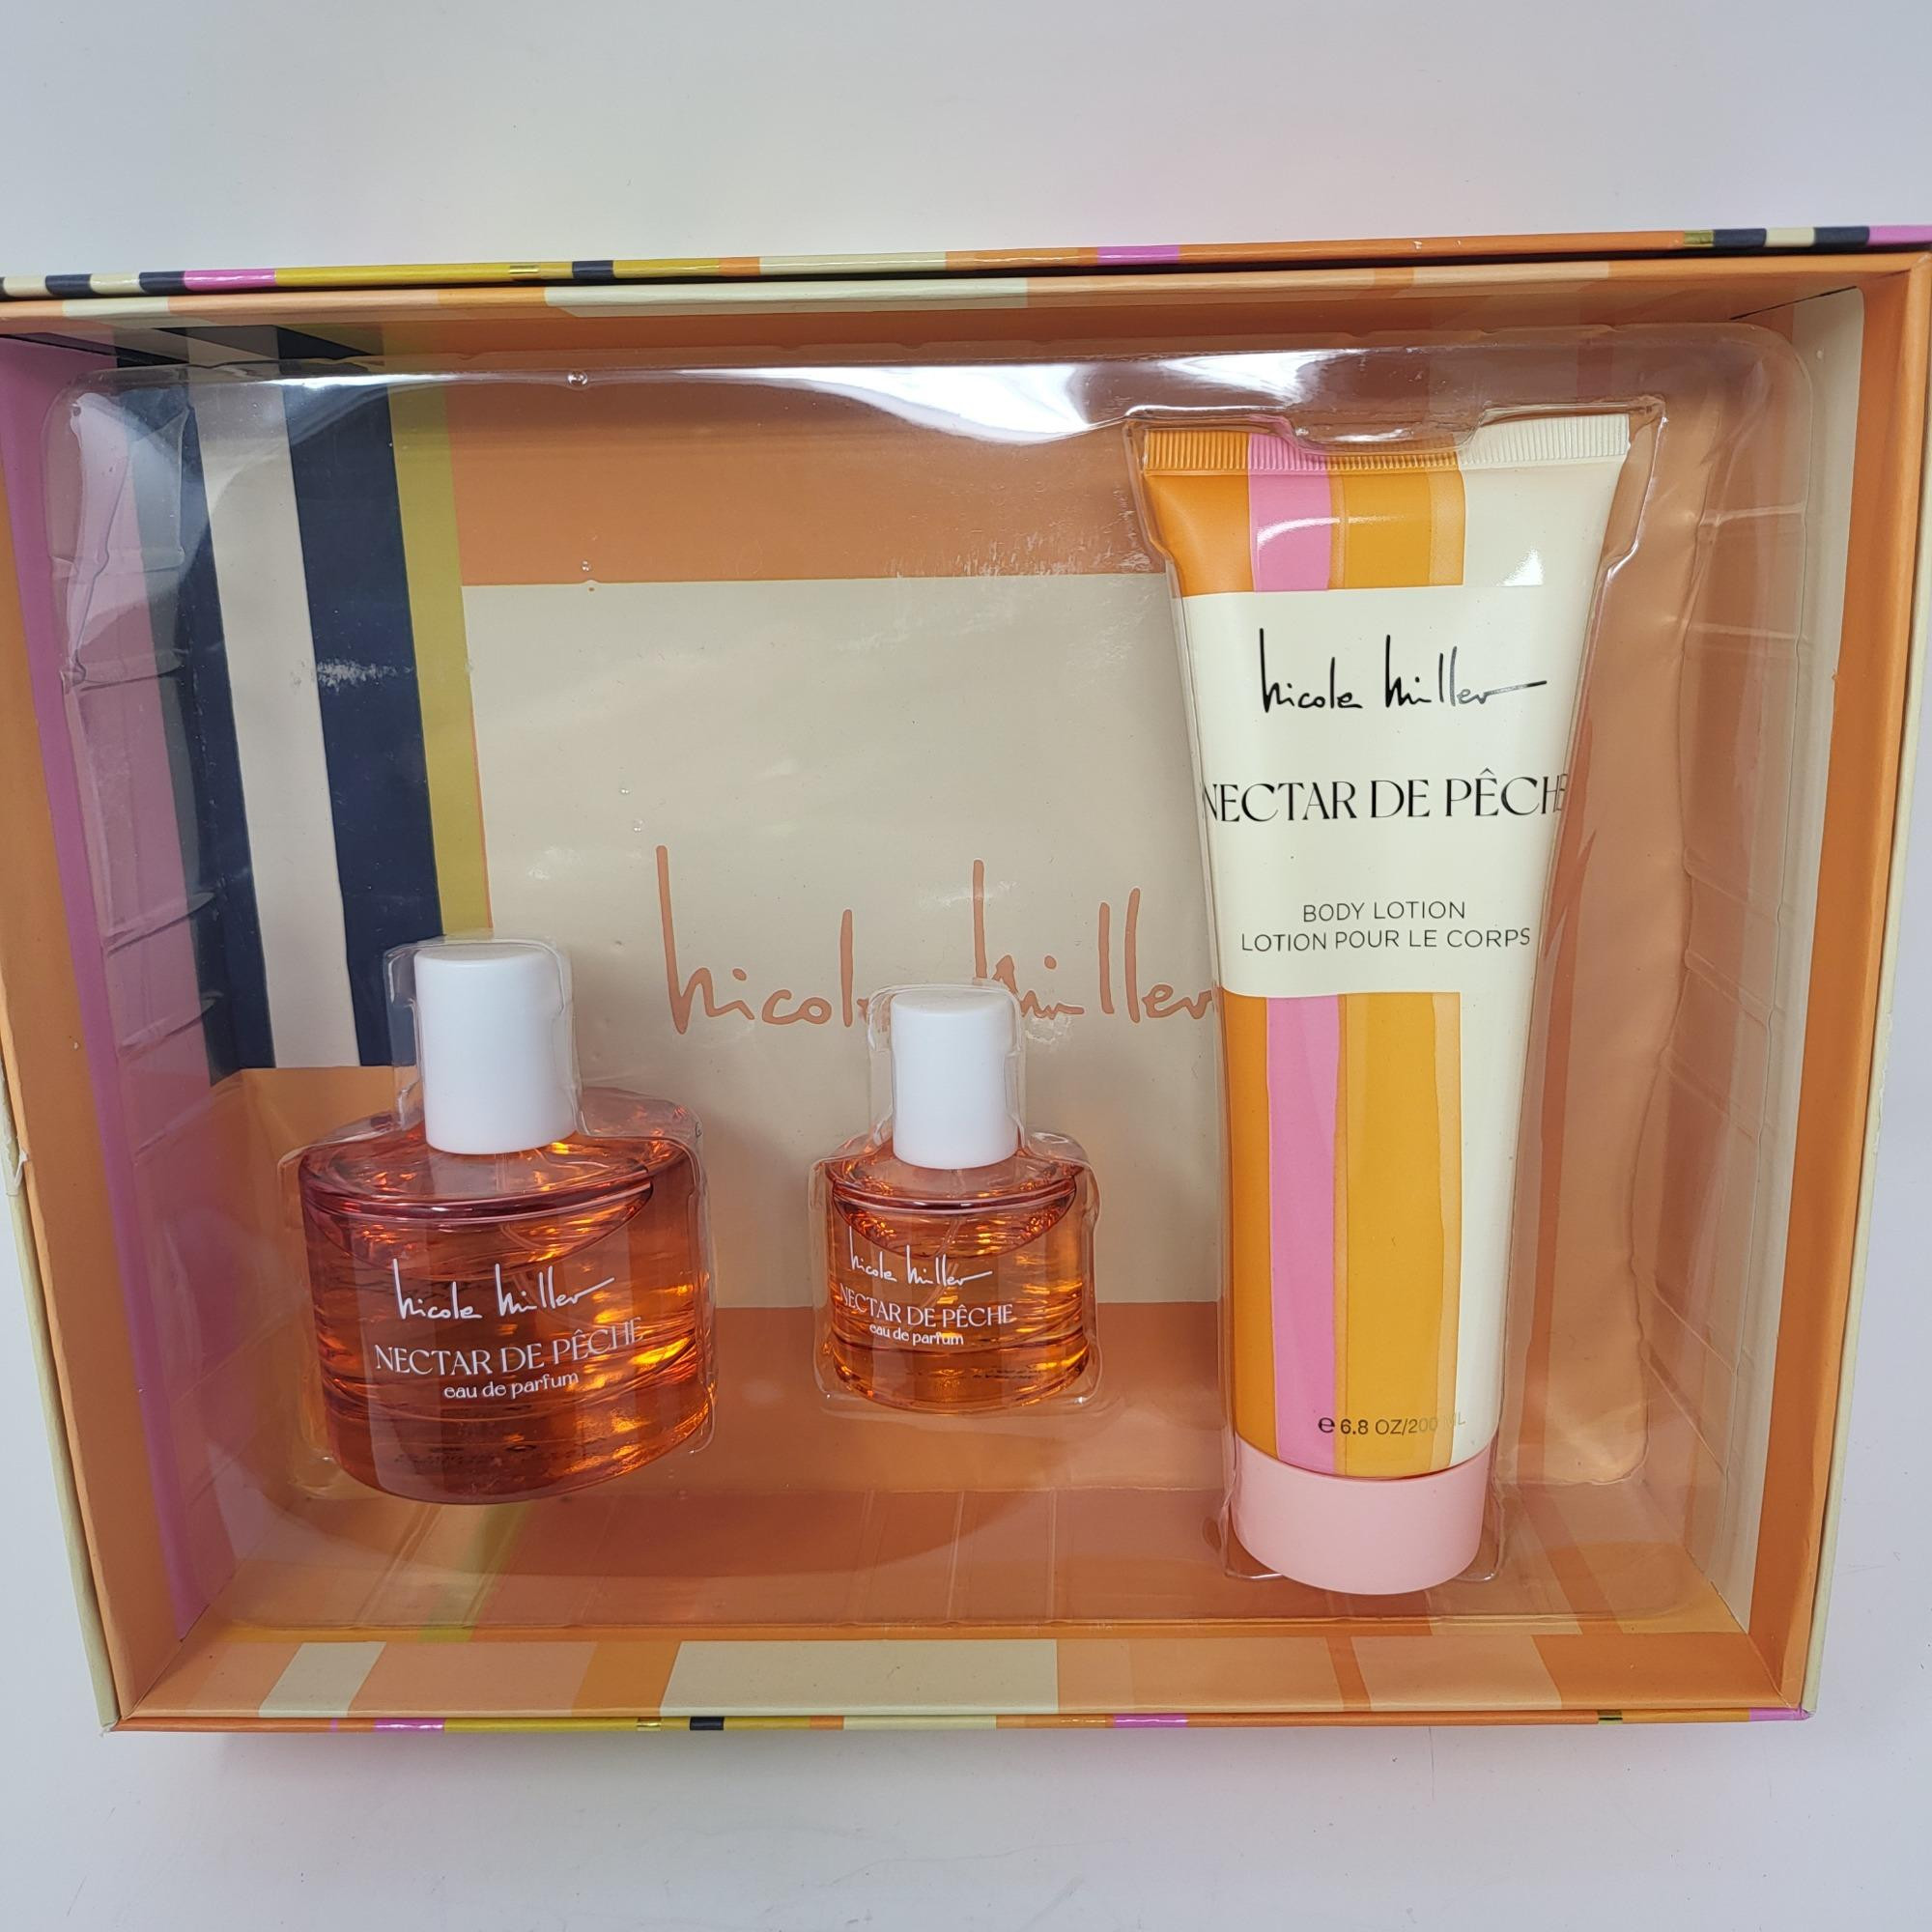 nicole miller
nicole miller
NECTAR DE PÊCHE
eau de parfum
nicole miller
NECTAR DE PÊCHE
eau de parfum
nicole miller
NECTAR DE PÊCHE
BODY LOTION
LOTION POUR LE CORPS
e 6.8 OZ/200 ML